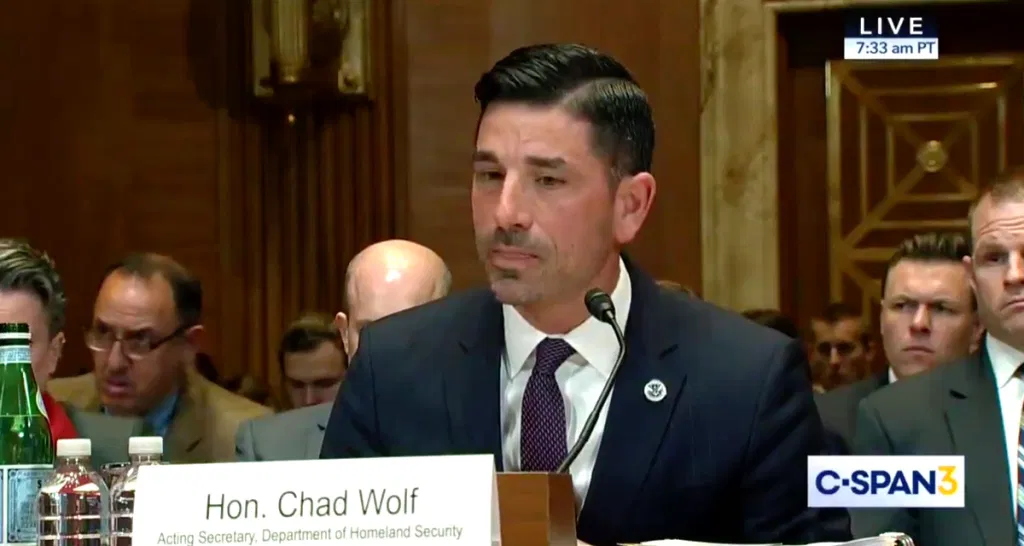 LIVE
7:33 am PT
C-SPAN3
Hon. Chad Wolf
Acting Secretary, Department of Homeland Security